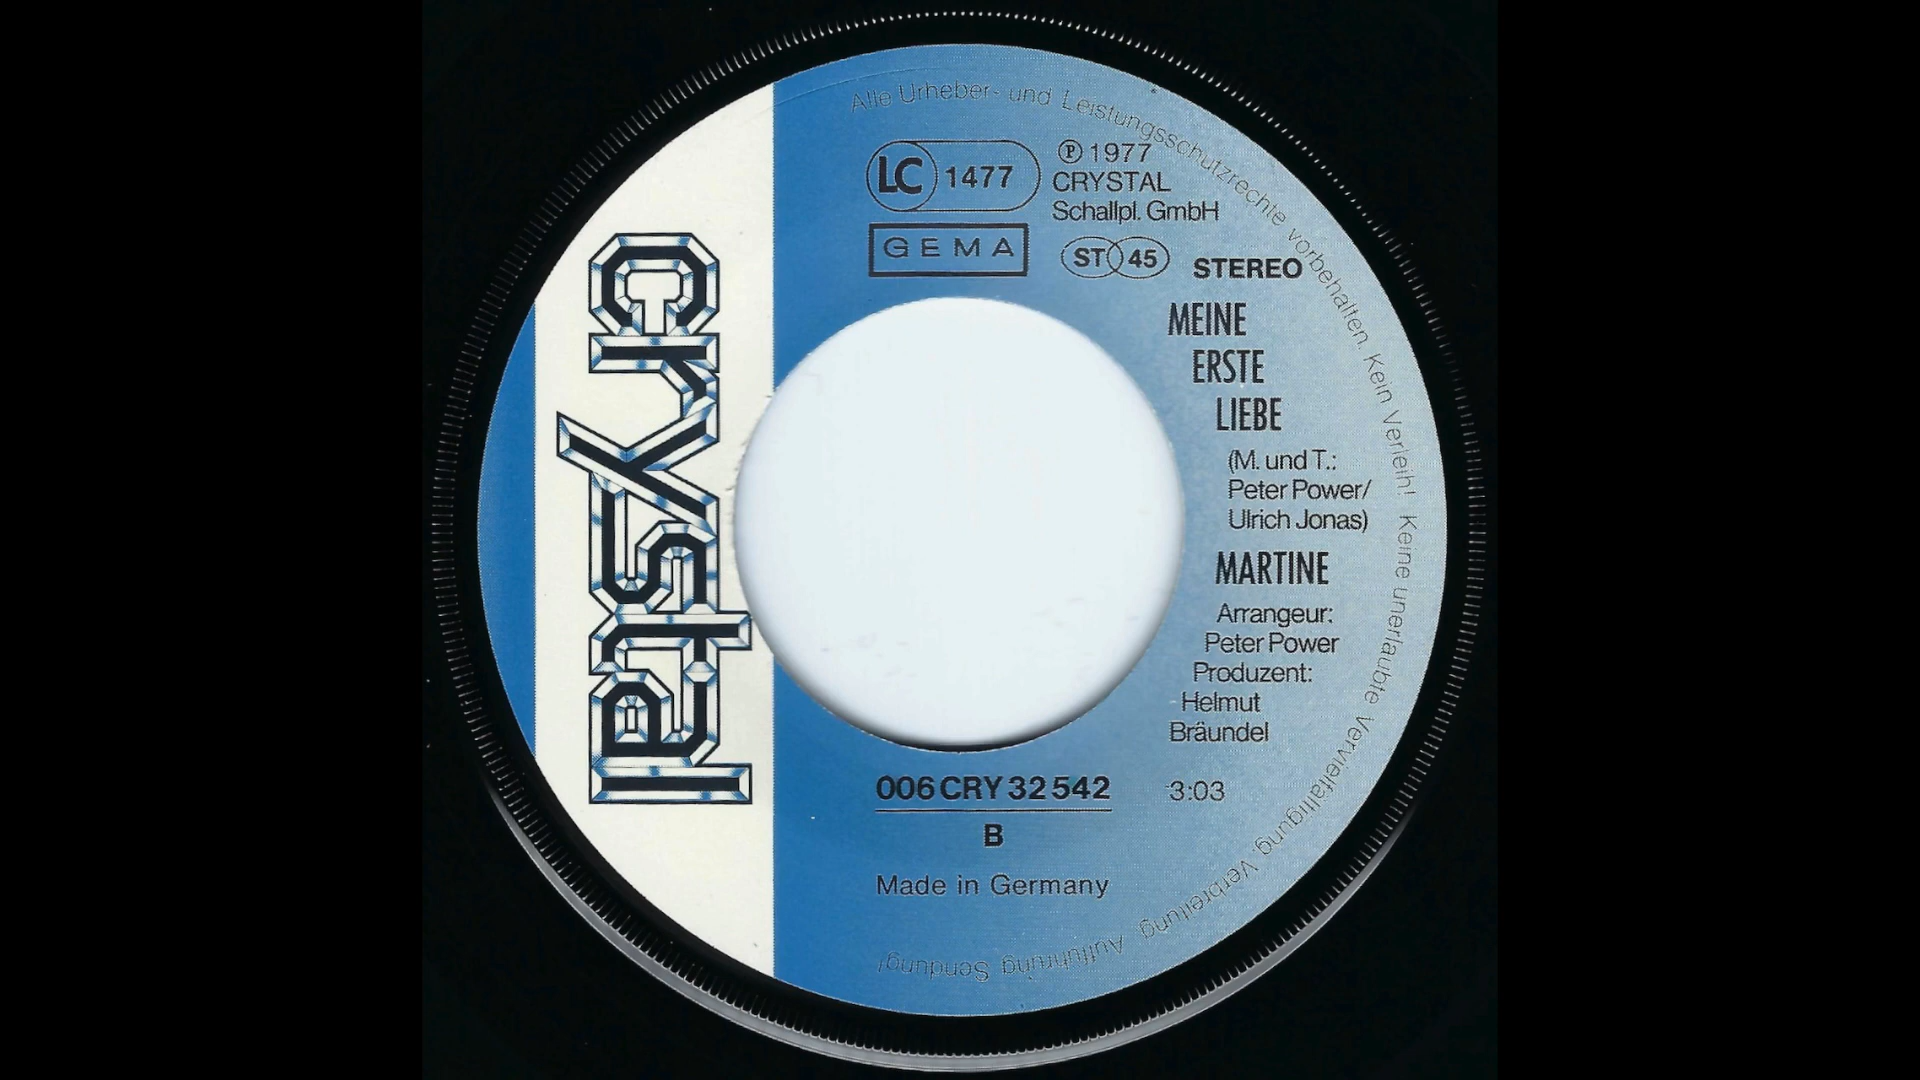 Alle Urheber- und Leistungsschutzrechte vorbehalten. Kein Verleih! Keine unerlaubte Vervielfältigung, Verbreitung, Aufführung, Sendung!
crystal
LC 1477
℗ 1977
CRYSTAL
Schallpl. GmbH
GEMA
ST 45
STEREO
MEINE
ERSTE
LIEBE
(M. und T.:
Peter Power/
Ulrich Jonas)
MARTINE
Arrangeur:
Peter Power
Produzent:
Helmut
Bräundel
006 CRY 32 542
3:03
B
Made in Germany